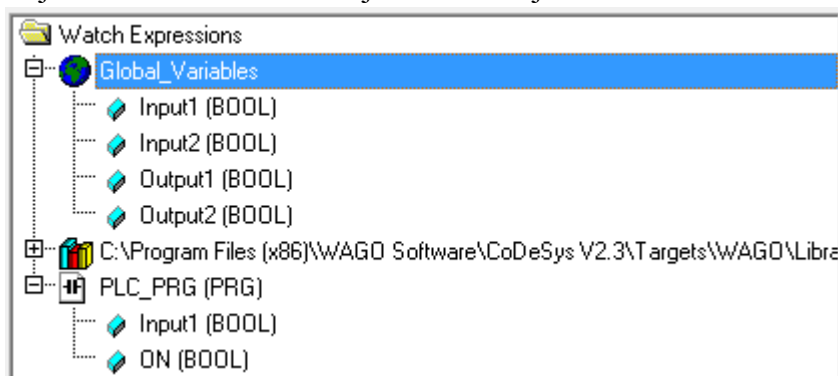 Watch Expressions
Global_Variables
Input1 (BOOL)
Input2 (BOOL)
Output1 (BOOL)
Output2 (BOOL)
C:\Program Files (x86)\WAGO Software\CoDeSys V2.3\Targets\WAGO\Libra
PLC_PRG (PRG)
Input1 (BOOL)
ON (BOOL)